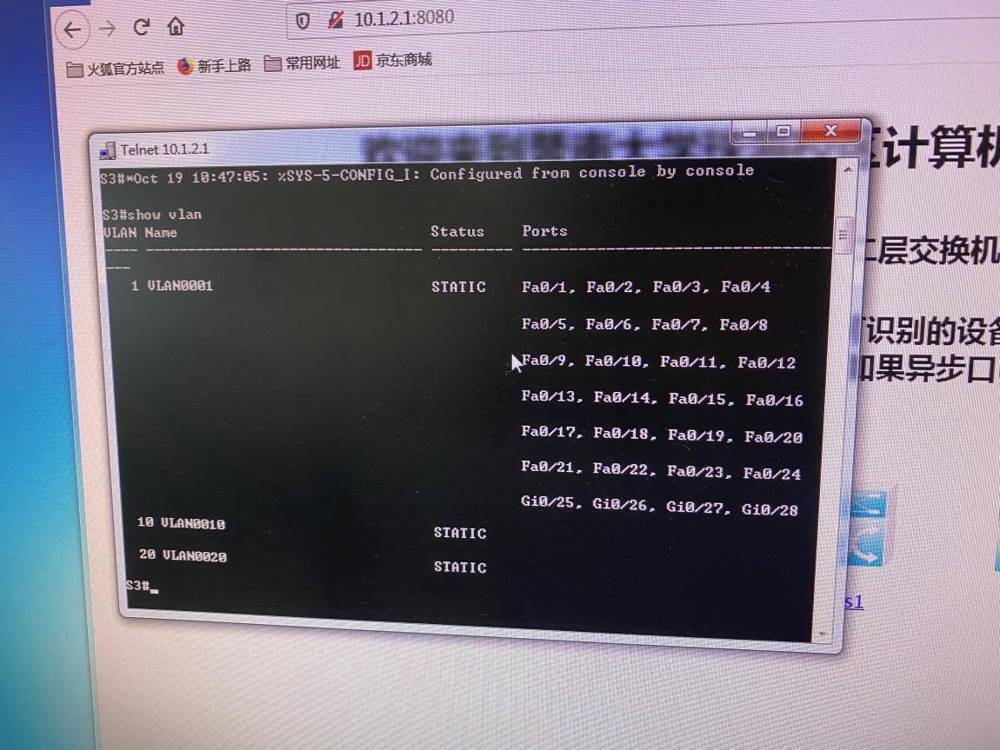 10.1.2.1:8080
火狐官方站点 新手上路 常用网址 JD 京东商城
Telnet 10.1.2.1
S3#*Oct 19 10:47:05: %SYS-5-CONFIG_I: Configured from console by console
S3#show vlan
VLAN Name Status Ports
---- -------------------------------- --------- -----------------------------------
---
1 VLAN0001 STATIC Fa0/1, Fa0/2, Fa0/3, Fa0/4
Fa0/5, Fa0/6, Fa0/7, Fa0/8
Fa0/9, Fa0/10, Fa0/11, Fa0/12
Fa0/13, Fa0/14, Fa0/15, Fa0/16
Fa0/17, Fa0/18, Fa0/19, Fa0/20
Fa0/21, Fa0/22, Fa0/23, Fa0/24
Gi0/25, Gi0/26, Gi0/27, Gi0/28
10 VLAN0010 STATIC
20 VLAN0020 STATIC
S3#_
计算机
二层交换机
识别的设备
如果异步口
s1